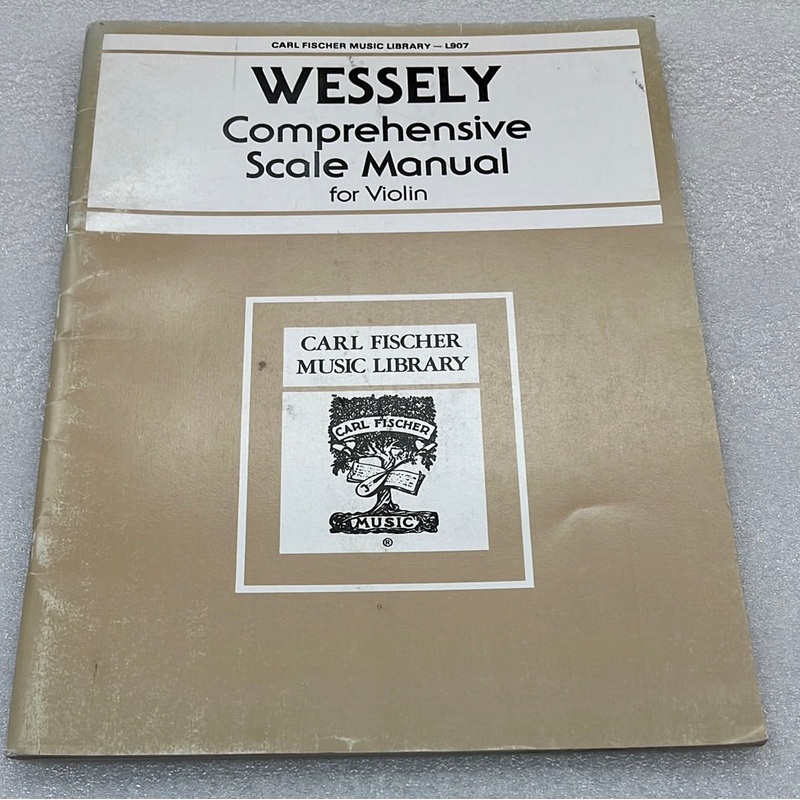 CARL FISCHER MUSIC LIBRARY — L907
WESSELY
Comprehensive
Scale Manual
for Violin
CARL FISCHER
MUSIC LIBRARY
CARL FISCHER
MUSIC
®